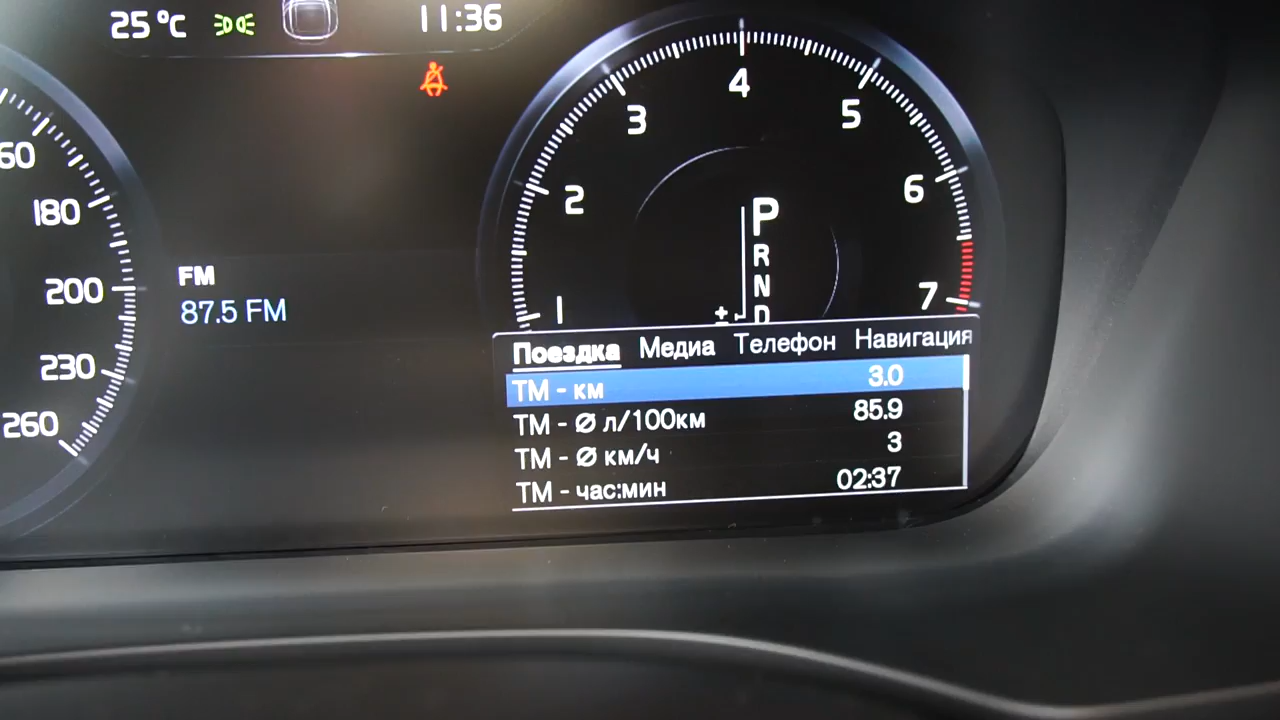 25 °C
11:36
60
180
200
230
260
FM
87.5 FM
1
2
3
4
5
6
7
P
R
N
D
±
Поездка Медиа Телефон Навигация
ТМ - км 3.0
ТМ - Ø л/100км 85.9
ТМ - Ø км/ч 3
ТМ - час:мин 02:37